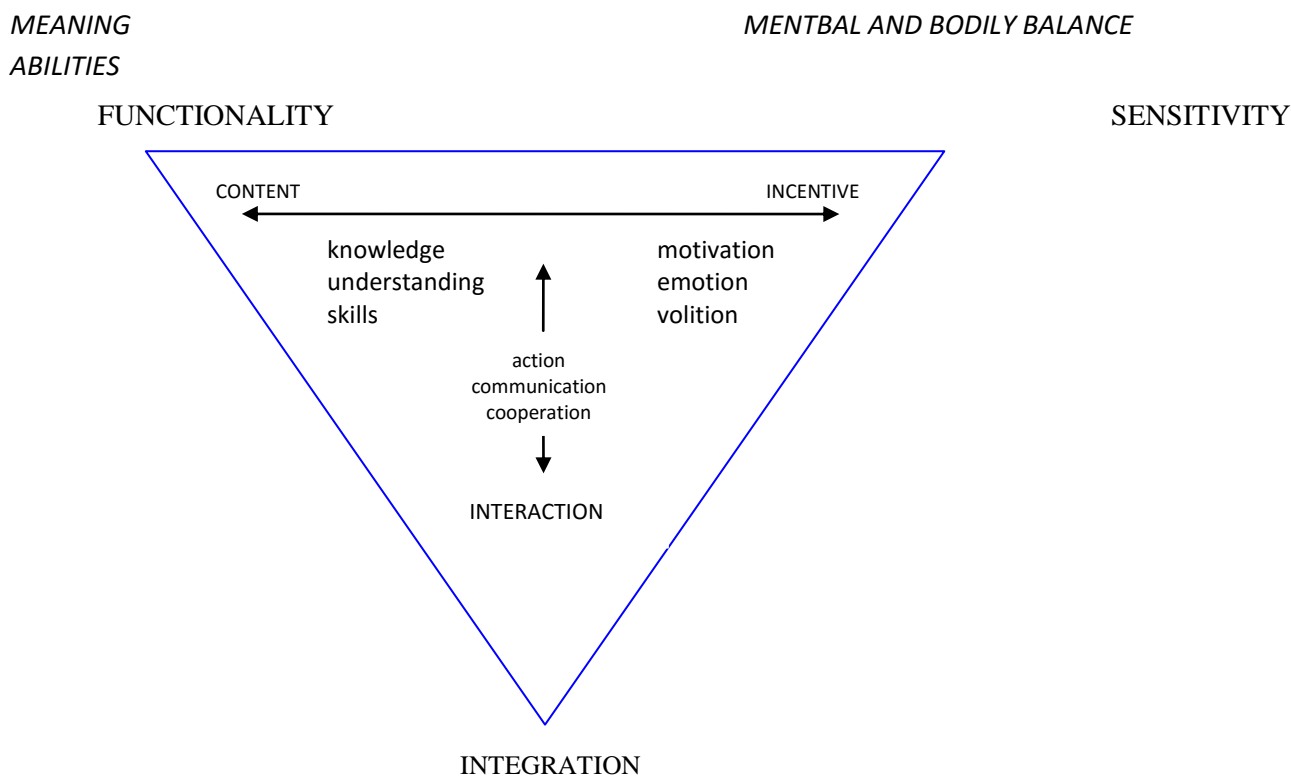 MEANING MENTBAL AND BODILY BALANCE
ABILITIES
FUNCTIONALITY SENSITIVITY
CONTENT INCENTIVE
knowledge motivation
understanding emotion
skills volition
action
communication
cooperation
INTERACTION
INTEGRATION